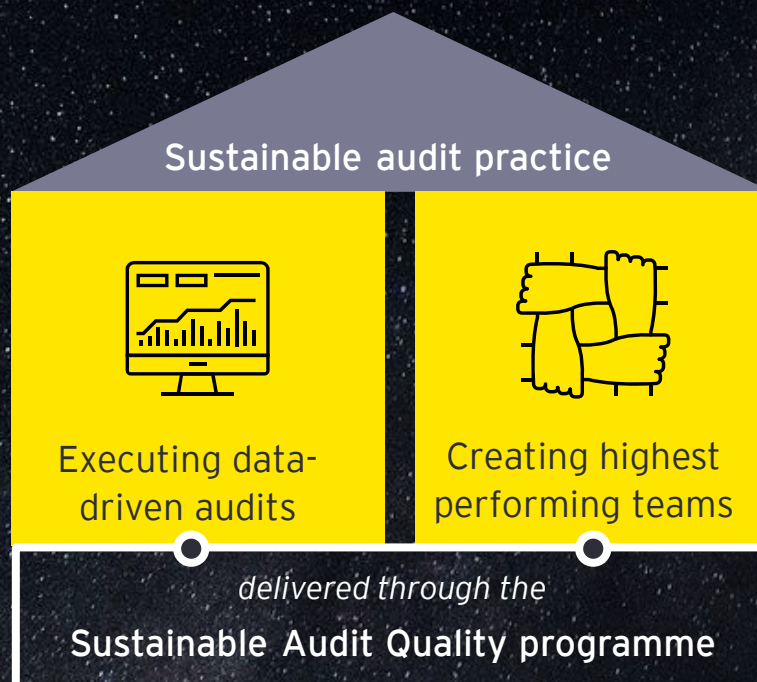 Sustainable audit practice
Executing data-
driven audits
Creating highest
performing teams
delivered through the
Sustainable Audit Quality programme